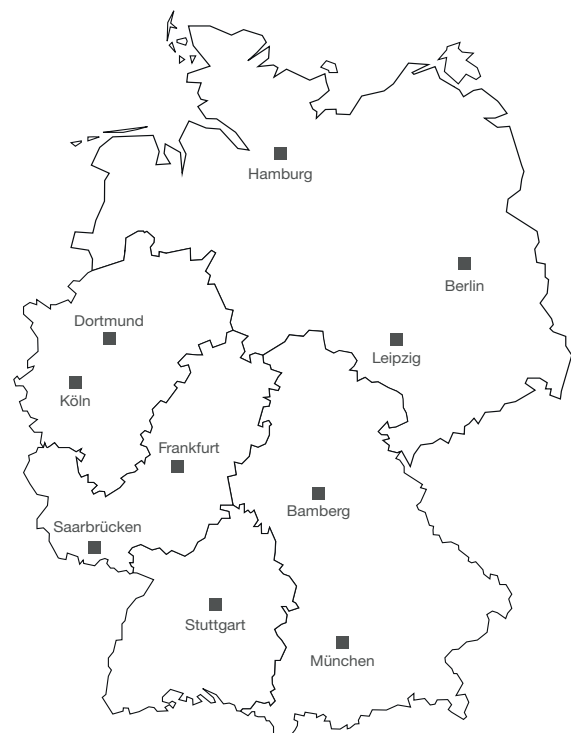 Hamburg
Berlin
Dortmund
Leipzig
Köln
Frankfurt
Bamberg
Saarbrücken
Stuttgart
München